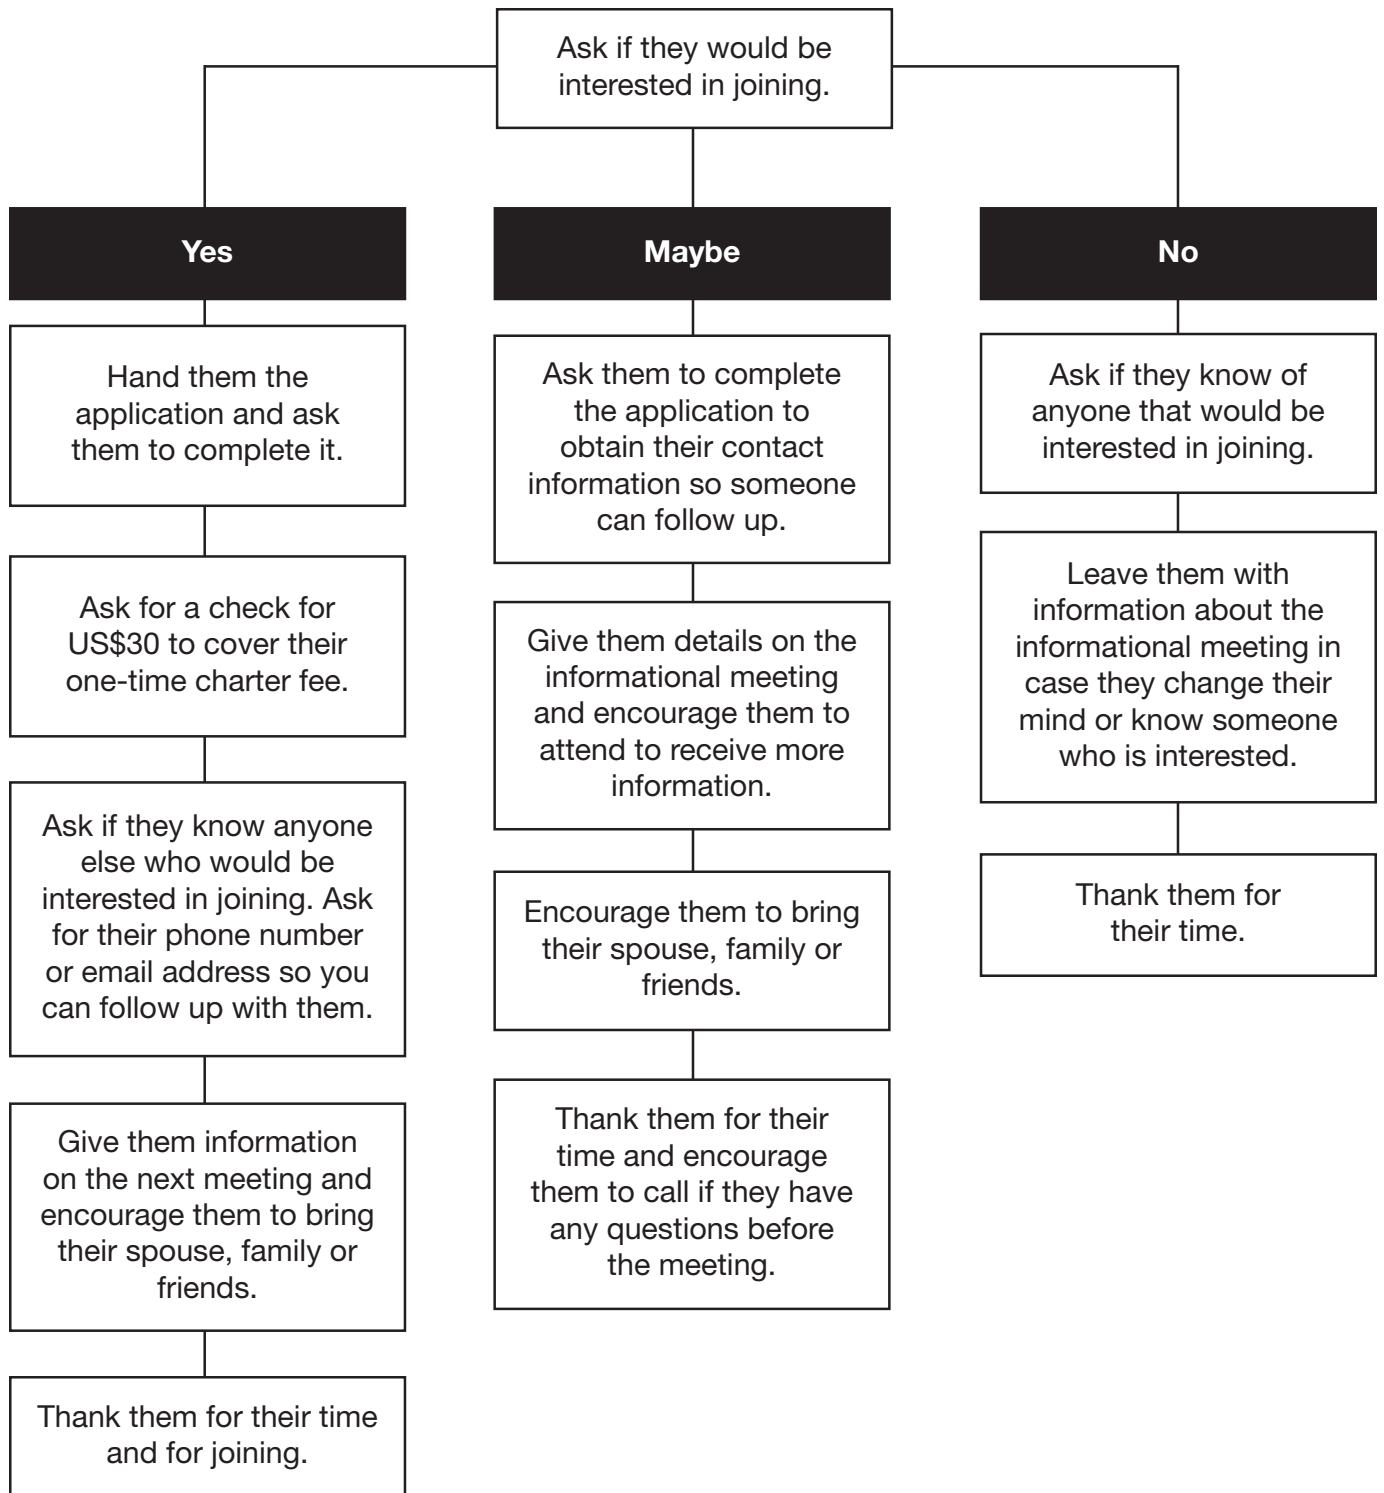 Ask if they would be
interested in joining.
Yes
Hand them the
application and ask
them to complete it.
Ask for a check for
US$30 to cover their
one-time charter fee.
Ask if they know anyone
else who would be
interested in joining. Ask
for their phone number
or email address so you
can follow up with them.
Give them information
on the next meeting and
encourage them to bring
their spouse, family or
friends.
Thank them for their time
and for joining.
Maybe
Ask them to complete
the application to
obtain their contact
information so someone
can follow up.
Give them details on the
informational meeting
and encourage them to
attend to receive more
information.
Encourage them to bring
their spouse, family or
friends.
Thank them for their
time and encourage
them to call if they have
any questions before
the meeting.
No
Ask if they know of
anyone that would be
interested in joining.
Leave them with
information about the
informational meeting in
case they change their
mind or know someone
who is interested.
Thank them for
their time.